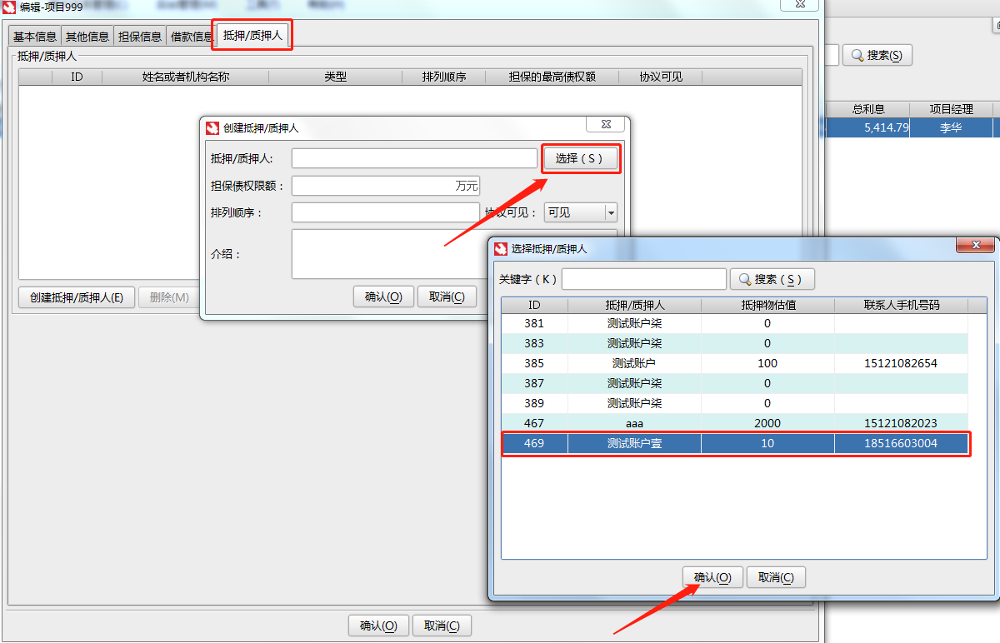 编辑-项目999
基本信息 其他信息 担保信息 借款信息 抵押/质押人
搜索(S)
抵押/质押人
ID 姓名或者机构名称 类型 排列顺序 担保的最高债权额 协议可见
总利息 项目经理
5,414.79 李华
创建抵押/质押人
抵押/质押人: 选择 ( S )
担保债权限额： 万元
排列顺序： 协议可见： 可见
介绍：
确认(O) 取消(C)
创建抵押/质押人(E) 删除(M)
选择抵押/质押人
关键字 ( K ) 搜索 ( S )
ID 抵押/质押人 抵押物估值 联系人手机号码
381 测试账户柒 0
383 测试账户柒 0
385 测试账户 100 15121082654
387 测试账户柒 0
389 测试账户柒 0
467 aaa 2000 15121082023
469 测试账户壹 10 18516603004
确认(O) 取消(C)
确认(O) 取消(C)